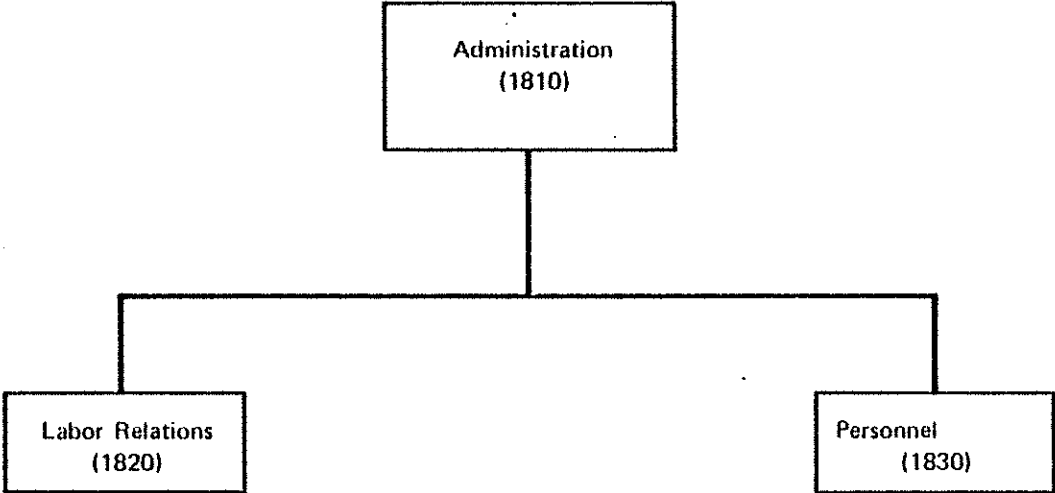 Administration
(1810)
Labor Relations
(1820)
Personnel
(1830)